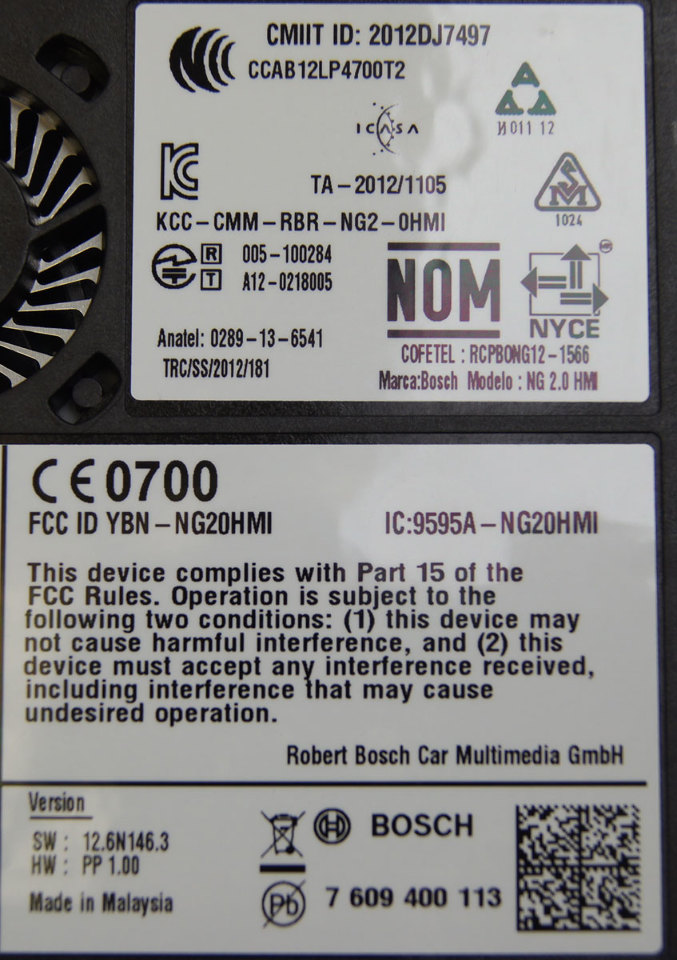 CMIIT ID: 2012DJ7497
CCAB12LP4700T2
ICASA
И011 12
TA-2012/1105
1024
KCC-CMM-RBR-NG2-0HMI
R 005-100284
T A12-0218005
NOM
NYCE
Anatel: 0289-13-6541
COFETEL : RCPBONG12-1566
TRC/SS/2012/181
Marca:Bosch Modelo : NG 2.0 HMI
CE0700
FCC ID YBN-NG20HMI IC:9595A-NG20HMI
This device complies with Part 15 of the
FCC Rules. Operation is subject to the
following two conditions: (1) this device may
not cause harmful interference, and (2) this
device must accept any interference received,
including interference that may cause
undesired operation.
Robert Bosch Car Multimedia GmbH
Version
SW : 12.6N146.3
HW : PP 1.00
BOSCH
Made in Malaysia
Pb
7 609 400 113